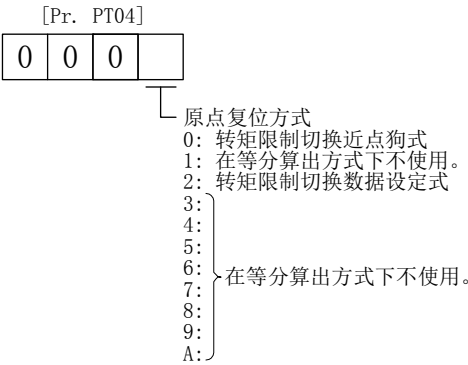 [Pr. PT04]
0 0 0
原点复位方式
0: 转矩限制切换近点狗式
1: 在等分算出方式下不使用。
2: 转矩限制切换数据设定式
3:
4:
5:
6:
在等分算出方式下不使用。
7:
8:
9:
A: